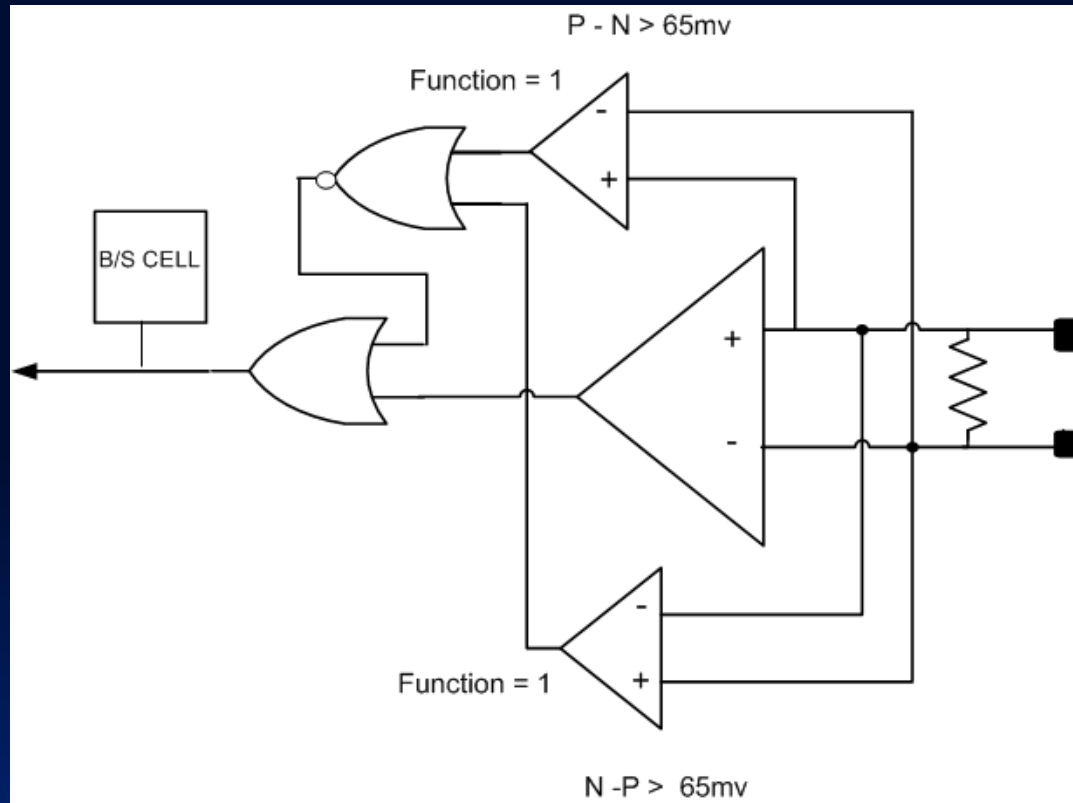 P - N > 65mv
Function = 1
-
+
B/S CELL
+
-
-
+
Function = 1
N -P > 65mv